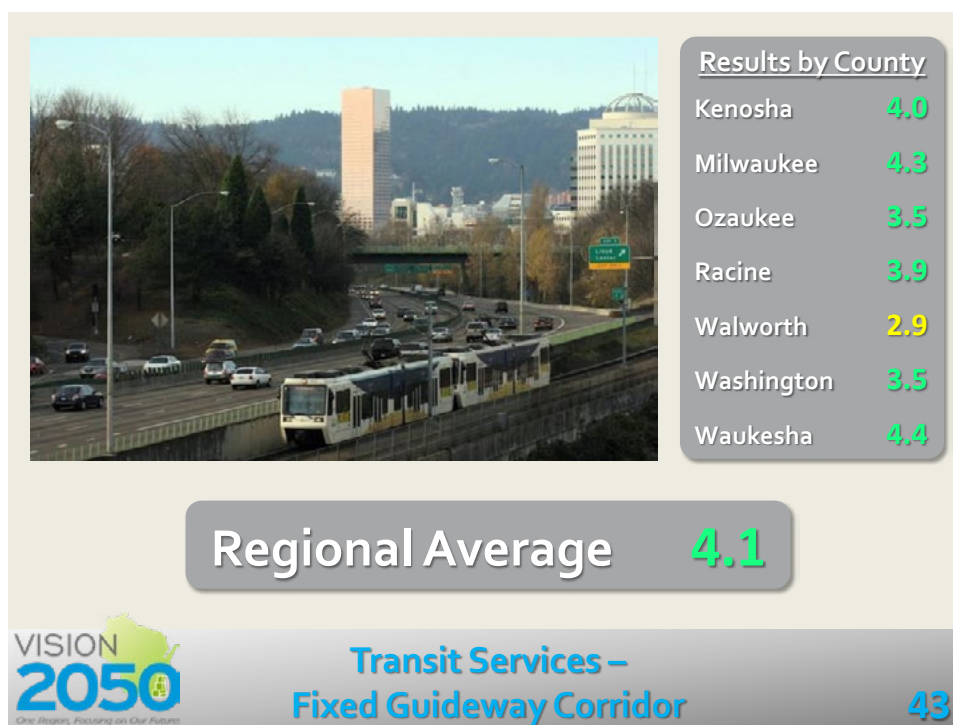 Results by County
Kenosha 4.0
Milwaukee 4.3
Ozaukee 3.5
Racine 3.9
Walworth 2.9
Washington 3.5
Waukesha 4.4
Lloyd
Center
Regional Average 4.1
VISION
2050
One Region, Focusing on Our Future
Transit Services –
Fixed Guideway Corridor
43